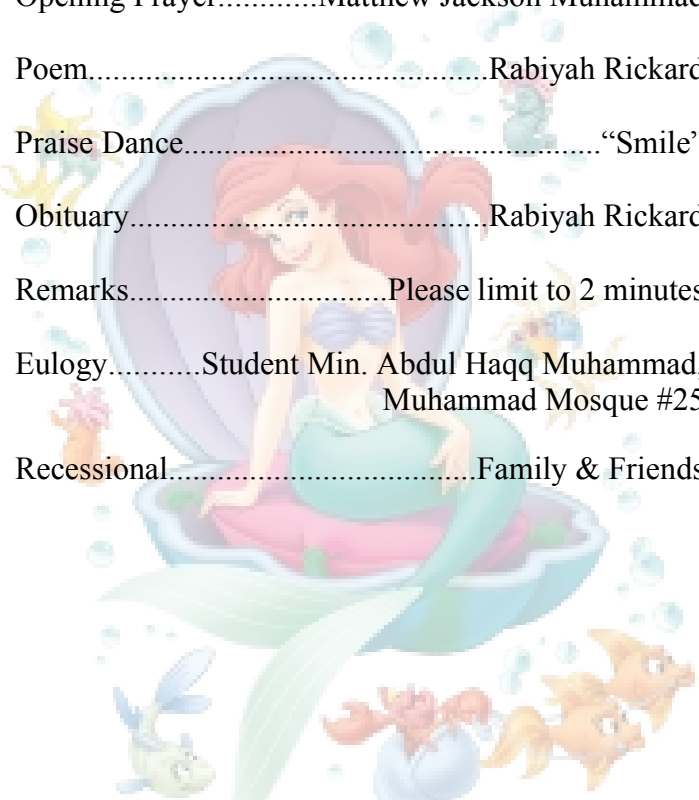 Opening Prayer............Matthew Jackson Muhammad
Poem.................................................Rabiyah Rickard
Praise Dance...................................................“Smile’
Obituary............................................Rabiyah Rickard
Remarks................................Please limit to 2 minutes
Eulogy...........Student Min. Abdul Haqq Muhammad,
Muhammad Mosque #25
Recessional......................................Family & Friends